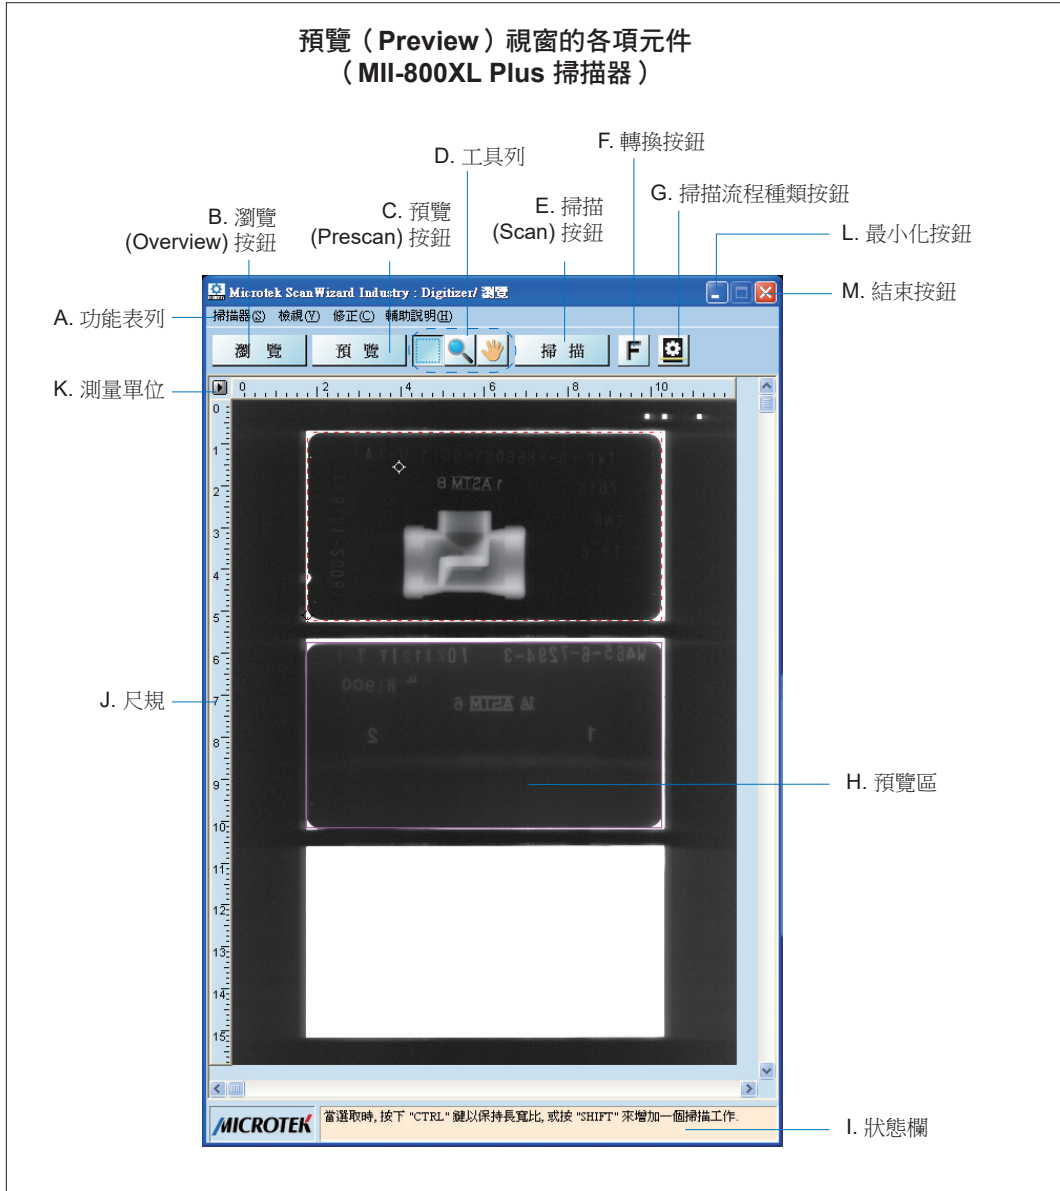 預覽（Preview）視窗的各項元件
（MII-800XL Plus 掃描器）
F. 轉換按鈕
D. 工具列
G. 掃描流程種類按鈕
B. 瀏覽
(Overview) 按鈕
C. 預覽
(Prescan) 按鈕
E. 掃描
(Scan) 按鈕
L. 最小化按鈕
M. 結束按鈕
Microtek ScanWizard Industry : Digitizer/ 瀏覽
A. 功能表列
掃描器(S) 檢視(V) 修正(C) 輔助說明(H)
瀏 覽 預 覽 掃 描 F
K. 測量單位
0 2 4 6 8 10
0
1
2
3
4
5
6
7
8
9
10
11
12
13
14
15
1 ASTM B
W465-6-7284-3
1A ASTM 6
2 1
J. 尺規
H. 預覽區
MICROTEK
當選取時, 按下 "CTRL" 鍵以保持長寬比, 或按 "SHIFT" 來增加一個掃描工作.
I. 狀態欄